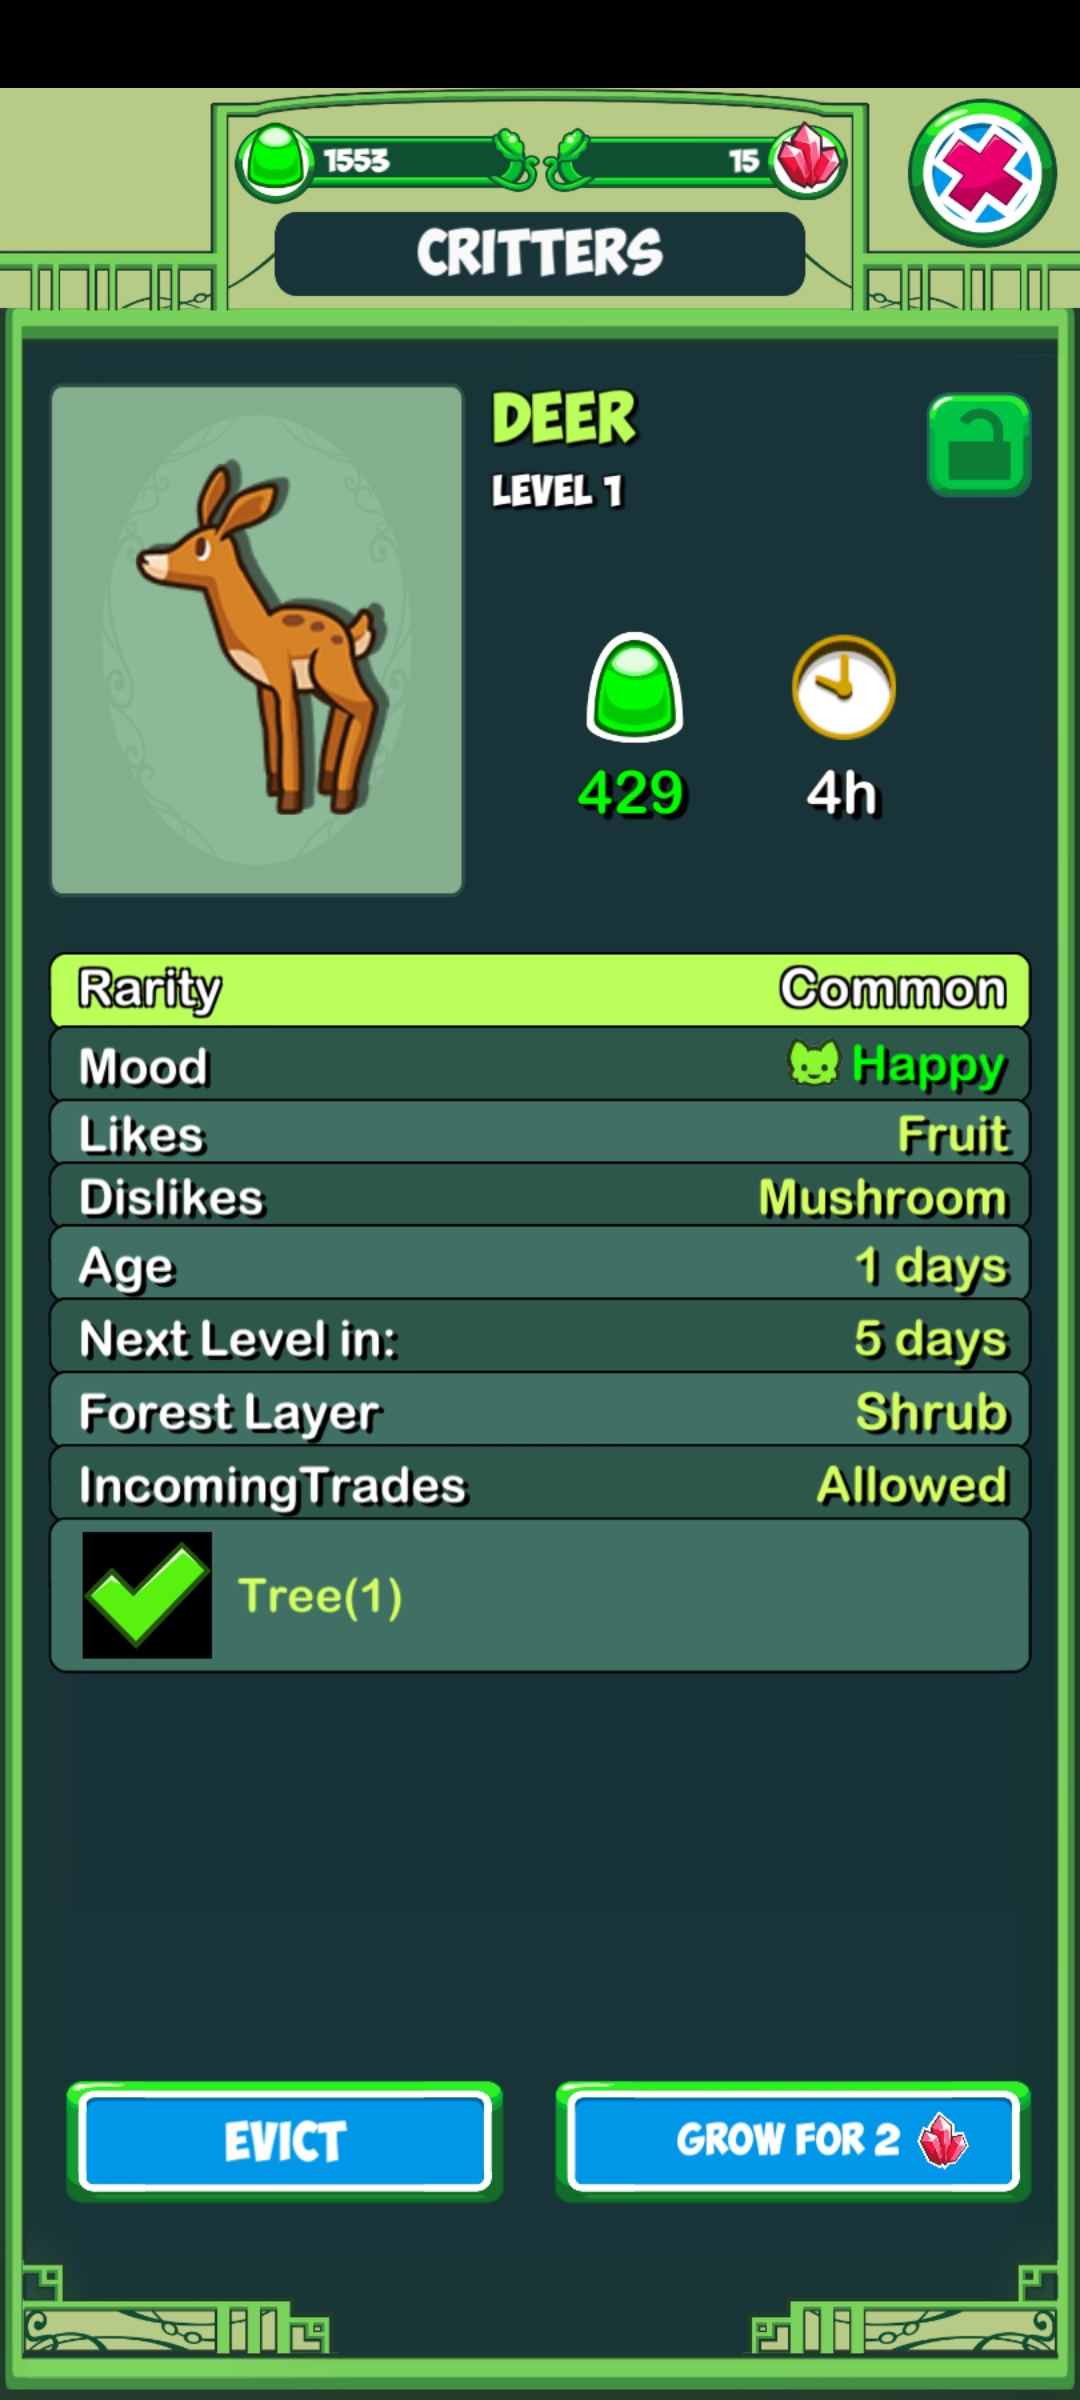 1553
15
CRITTERS
DEER
LEVEL 1
429
4h
Rarity Common
Mood Happy
Likes Fruit
Dislikes Mushroom
Age 1 days
Next Level in: 5 days
Forest Layer Shrub
IncomingTrades Allowed
Tree(1)
EVICT
GROW FOR 2